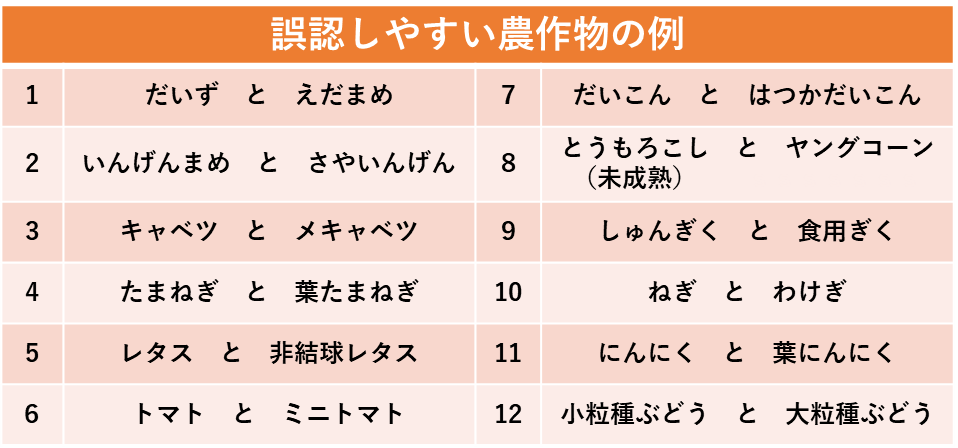 誤認しやすい農作物の例
1 だいず と えだまめ 7 だいこん と はつかだいこん
2 いんげんまめ と さやいんげん 8 とうもろこし と ヤングコーン
（未成熟）
3 キャベツ と メキャベツ 9 しゅんぎく と 食用ぎく
4 たまねぎ と 葉たまねぎ 10 ねぎ と わけぎ
5 レタス と 非結球レタス 11 にんにく と 葉にんにく
6 トマト と ミニトマト 12 小粒種ぶどう と 大粒種ぶどう